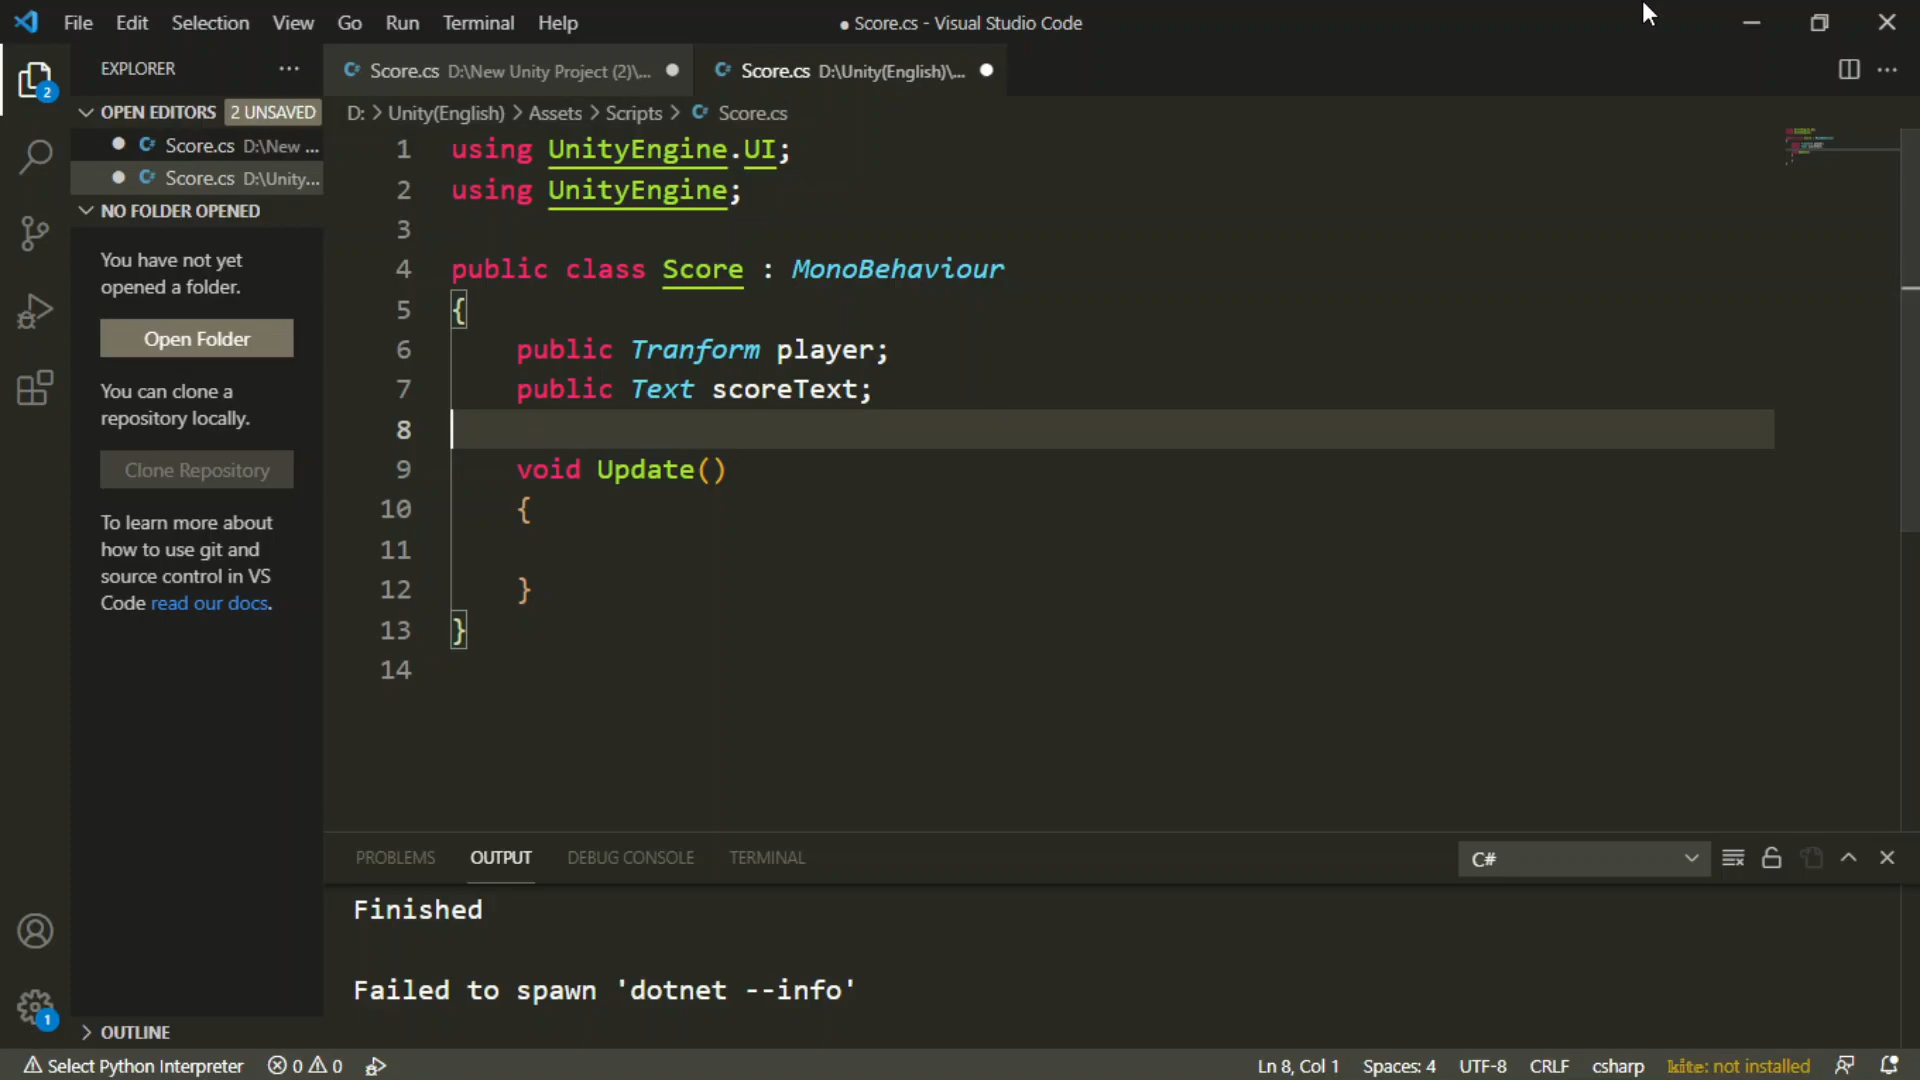 File Edit Selection View Go Run Terminal Help
● Score.cs - Visual Studio Code
EXPLORER
Score.cs D:\New Unity Project (2)\...
Score.cs D:\Unity(English)\...
OPEN EDITORS 2 UNSAVED
Score.cs D:\New ...
Score.cs D:\Unity...
NO FOLDER OPENED
You have not yet
opened a folder.
Open Folder
You can clone a
repository locally.
Clone Repository
To learn more about
how to use git and
source control in VS
Code read our docs.
OUTLINE
2
1
D: > Unity(English) > Assets > Scripts > Score.cs
1 using UnityEngine.UI;
2 using UnityEngine;
3
4 public class Score : MonoBehaviour
5 {
6 public Tranform player;
7 public Text scoreText;
8
9 void Update()
10 {
11
12 }
13 }
14
PROBLEMS OUTPUT DEBUG CONSOLE TERMINAL
C#
Finished
Failed to spawn 'dotnet --info'
Select Python Interpreter 0 0
Ln 8, Col 1 Spaces: 4 UTF-8 CRLF csharp kite: not installed